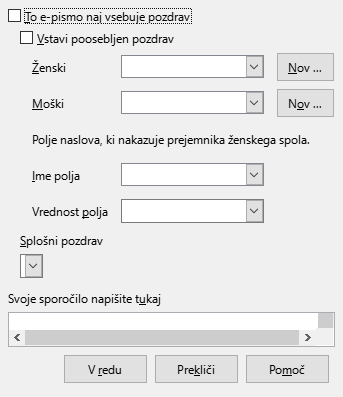 To e-pismo naj vsebuje pozdrav
Vstavi poosebljen pozdrav
Ženski
Nov ...
Moški
Nov ...
Polje naslova, ki nakazuje prejemnika ženskega spola.
Ime polja
Vrednost polja
Splošni pozdrav
Svoje sporočilo napišite tukaj
V redu
Prekliči
Pomoč